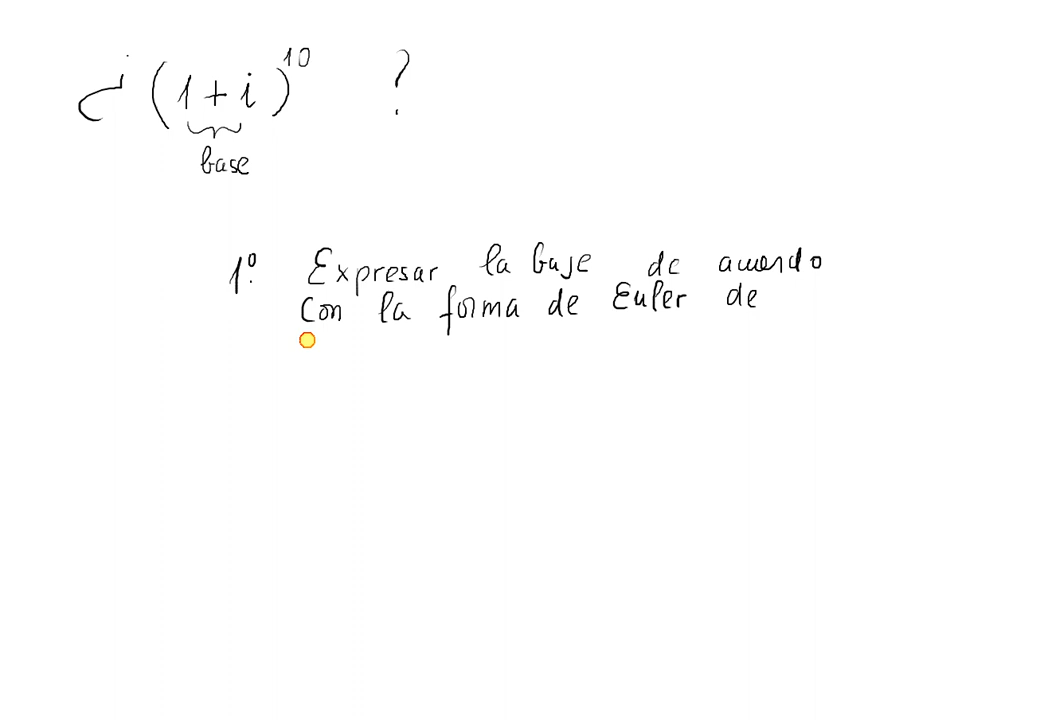 ¿(1+i)^10 ?
base
1º. Expresar la base de acuerdo
con la forma de Euler de